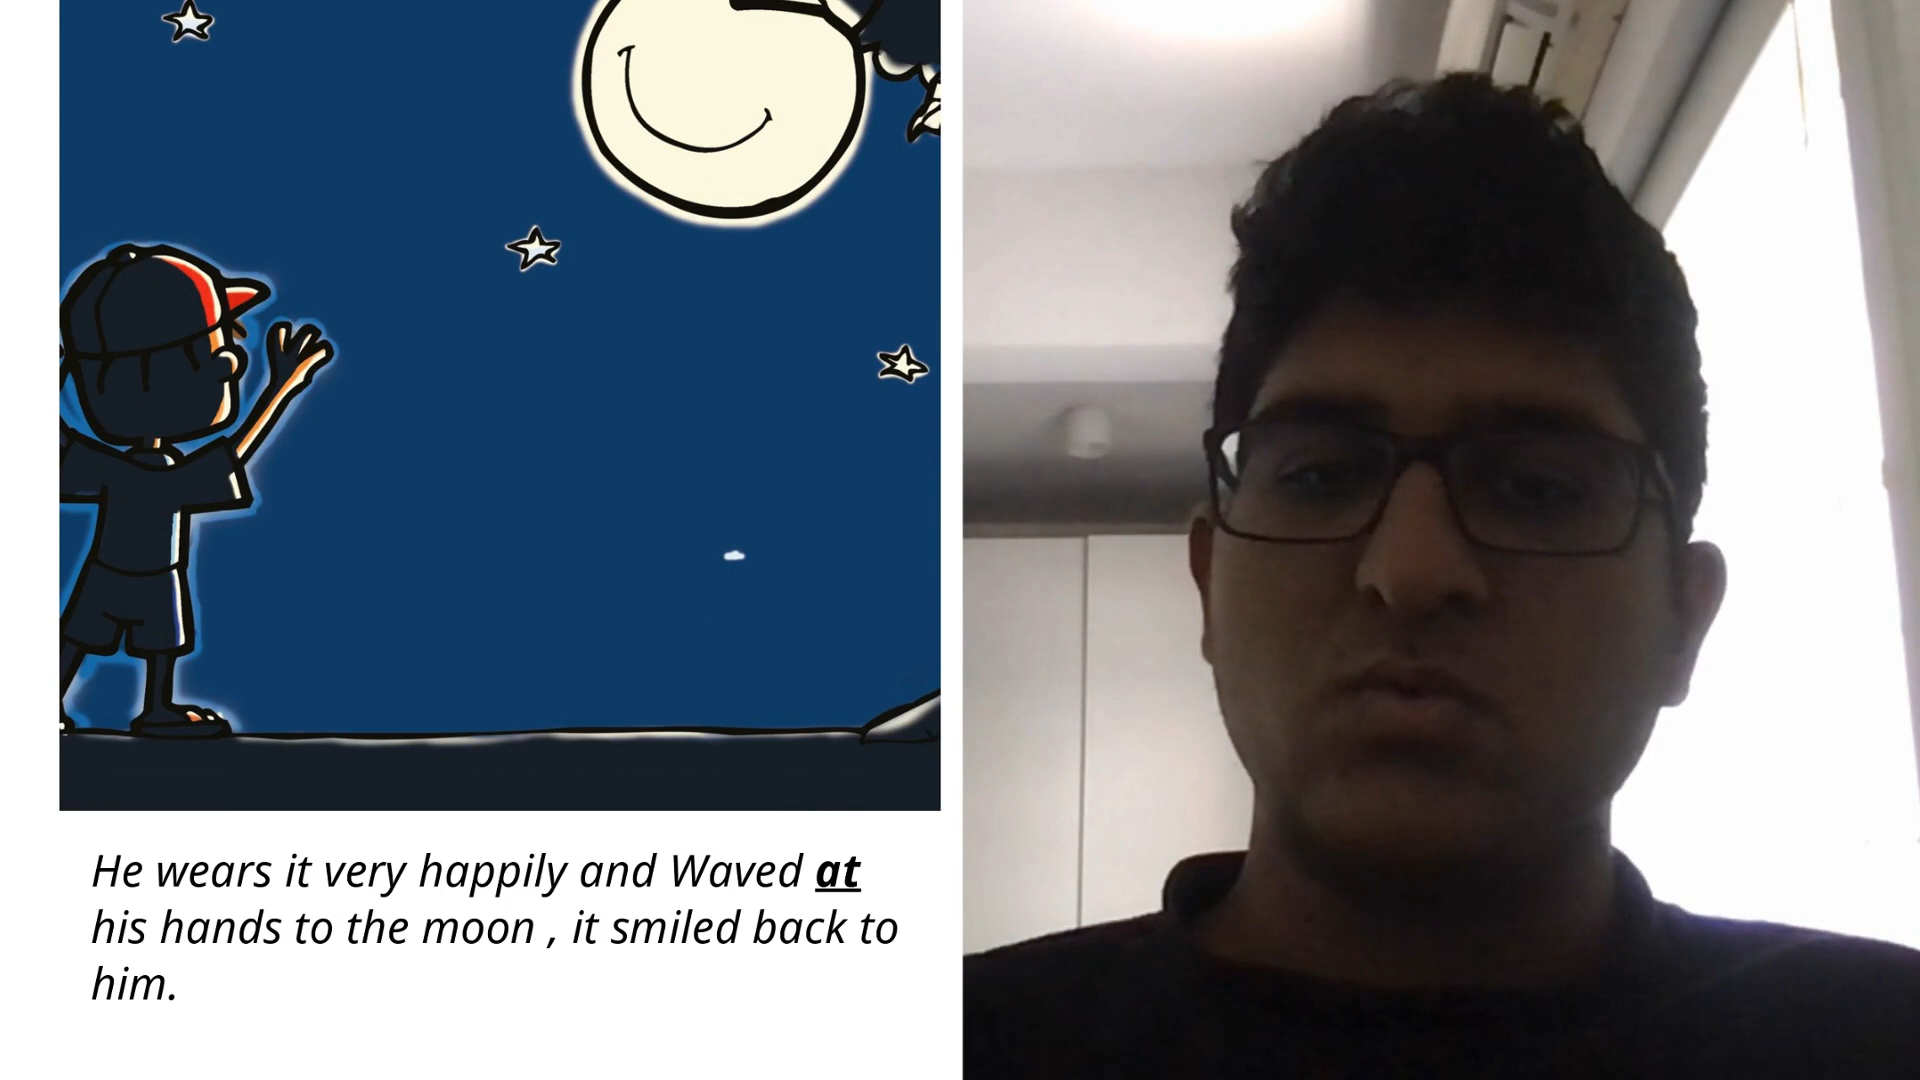 He wears it very happily and Waved at
his hands to the moon , it smiled back to
him.